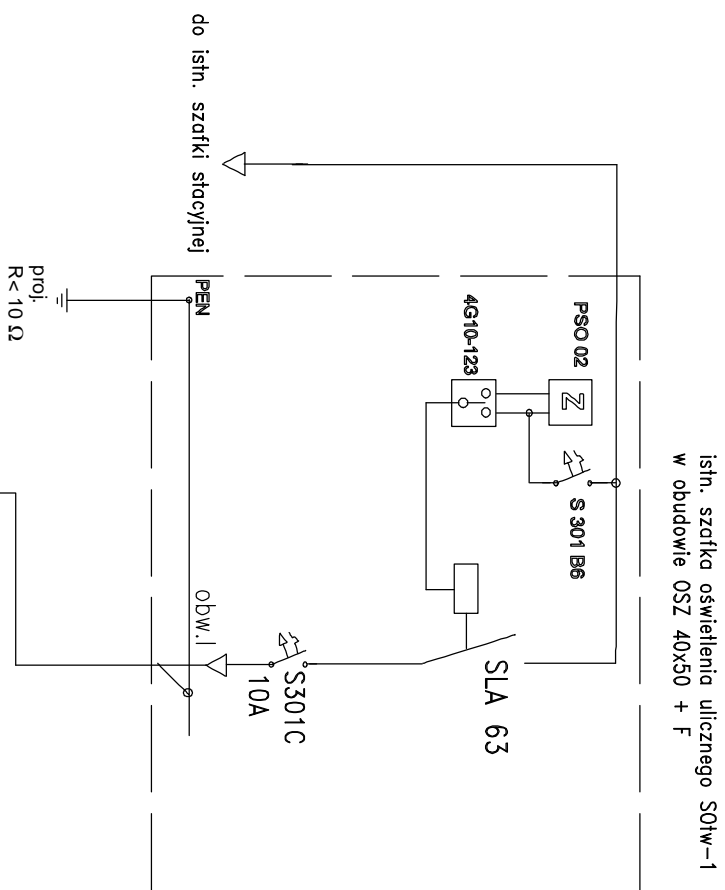 istn. szafka oświetlenia ulicznego SOtw-1
w obudowie OSZ 40x50 + F
do istn. szafki stacyjnej
PSO 02
Z
S 301 B6
4G10-123
SLA 63
S301C
10A
obw.I
PEN
proj.
R< 10 Ω